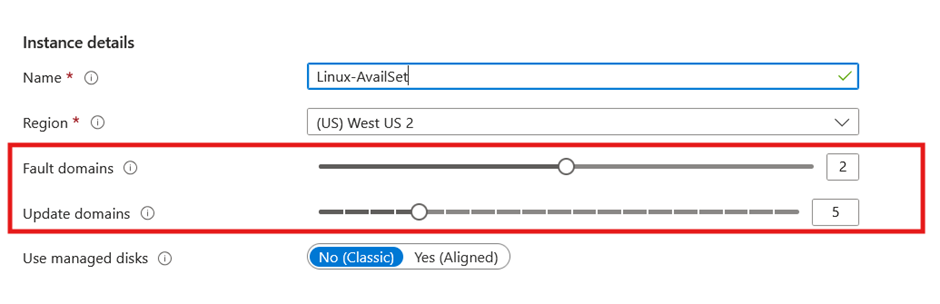 Instance details
Name *
Linux-AvailSet
Region *
(US) West US 2
Fault domains
2
Update domains
5
Use managed disks
No (Classic) Yes (Aligned)